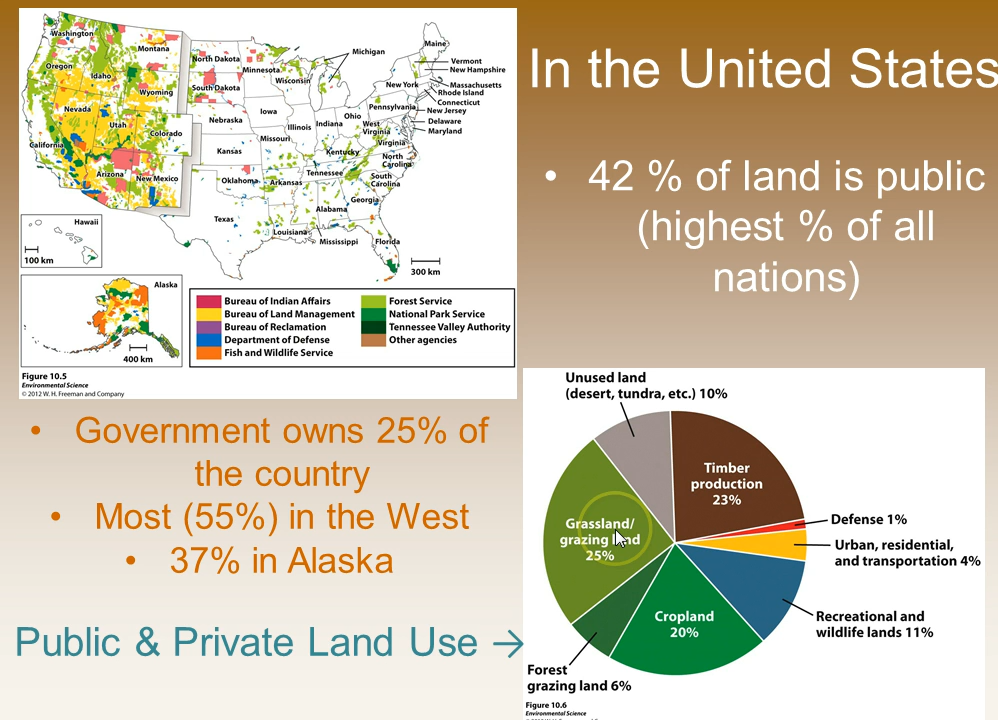 Washington
Montana
Oregon
Idaho
Wyoming
Nevada
Utah
Colorado
California
Arizona
New Mexico
North Dakota
South Dakota
Minnesota
Wisconsin
Michigan
Nebraska
Iowa
Kansas
Missouri
Illinois
Indiana
Ohio
Oklahoma
Arkansas
Texas
Louisiana
Mississippi
Alabama
Georgia
Florida
Tennessee
Kentucky
West
Virginia
Virginia
North
Carolina
South
Carolina
Pennsylvania
New York
Maine
Vermont
New Hampshire
Massachusetts
Rhode Island
Connecticut
New Jersey
Delaware
Maryland
Hawaii
100 km
300 km
Alaska
400 km
Bureau of Indian Affairs
Bureau of Land Management
Bureau of Reclamation
Department of Defense
Fish and Wildlife Service
Forest Service
National Park Service
Tennessee Valley Authority
Other agencies
Figure 10.5
Environmental Science
© 2012 W. H. Freeman and Company
In the United States
• 42 % of land is public
(highest % of all
nations)
• Government owns 25% of
the country
• Most (55%) in the West
• 37% in Alaska
Public & Private Land Use →
Unused land
(desert, tundra, etc.) 10%
Timber
production
23%
Defense 1%
Urban, residential,
and transportation 4%
Recreational and
wildlife lands 11%
Cropland
20%
Forest
grazing land 6%
Grassland/
grazing land
25%
Figure 10.6
Environmental Science